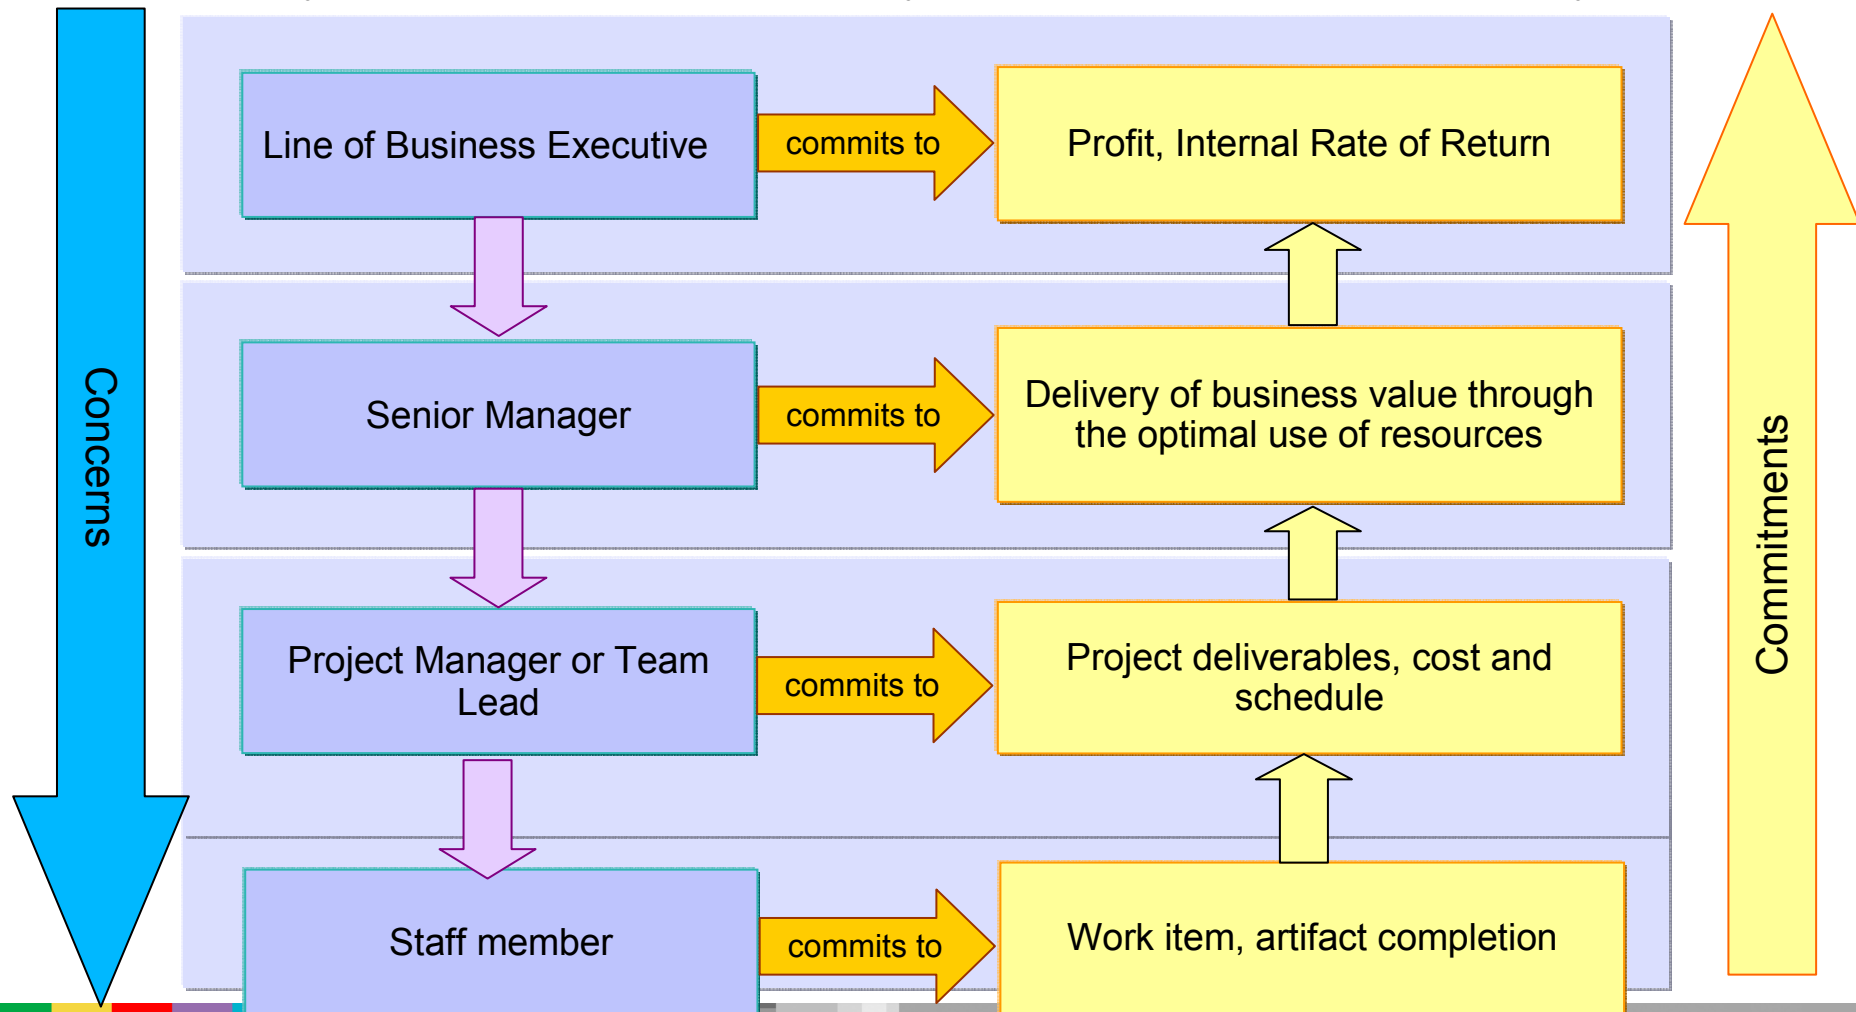 Line of Business Executive
commits to
Profit, Internal Rate of Return
Concerns
Senior Manager
commits to
Delivery of business value through
the optimal use of resources
Commitments
Project Manager or Team
Lead
commits to
Project deliverables, cost and
schedule
Staff member
commits to
Work item, artifact completion